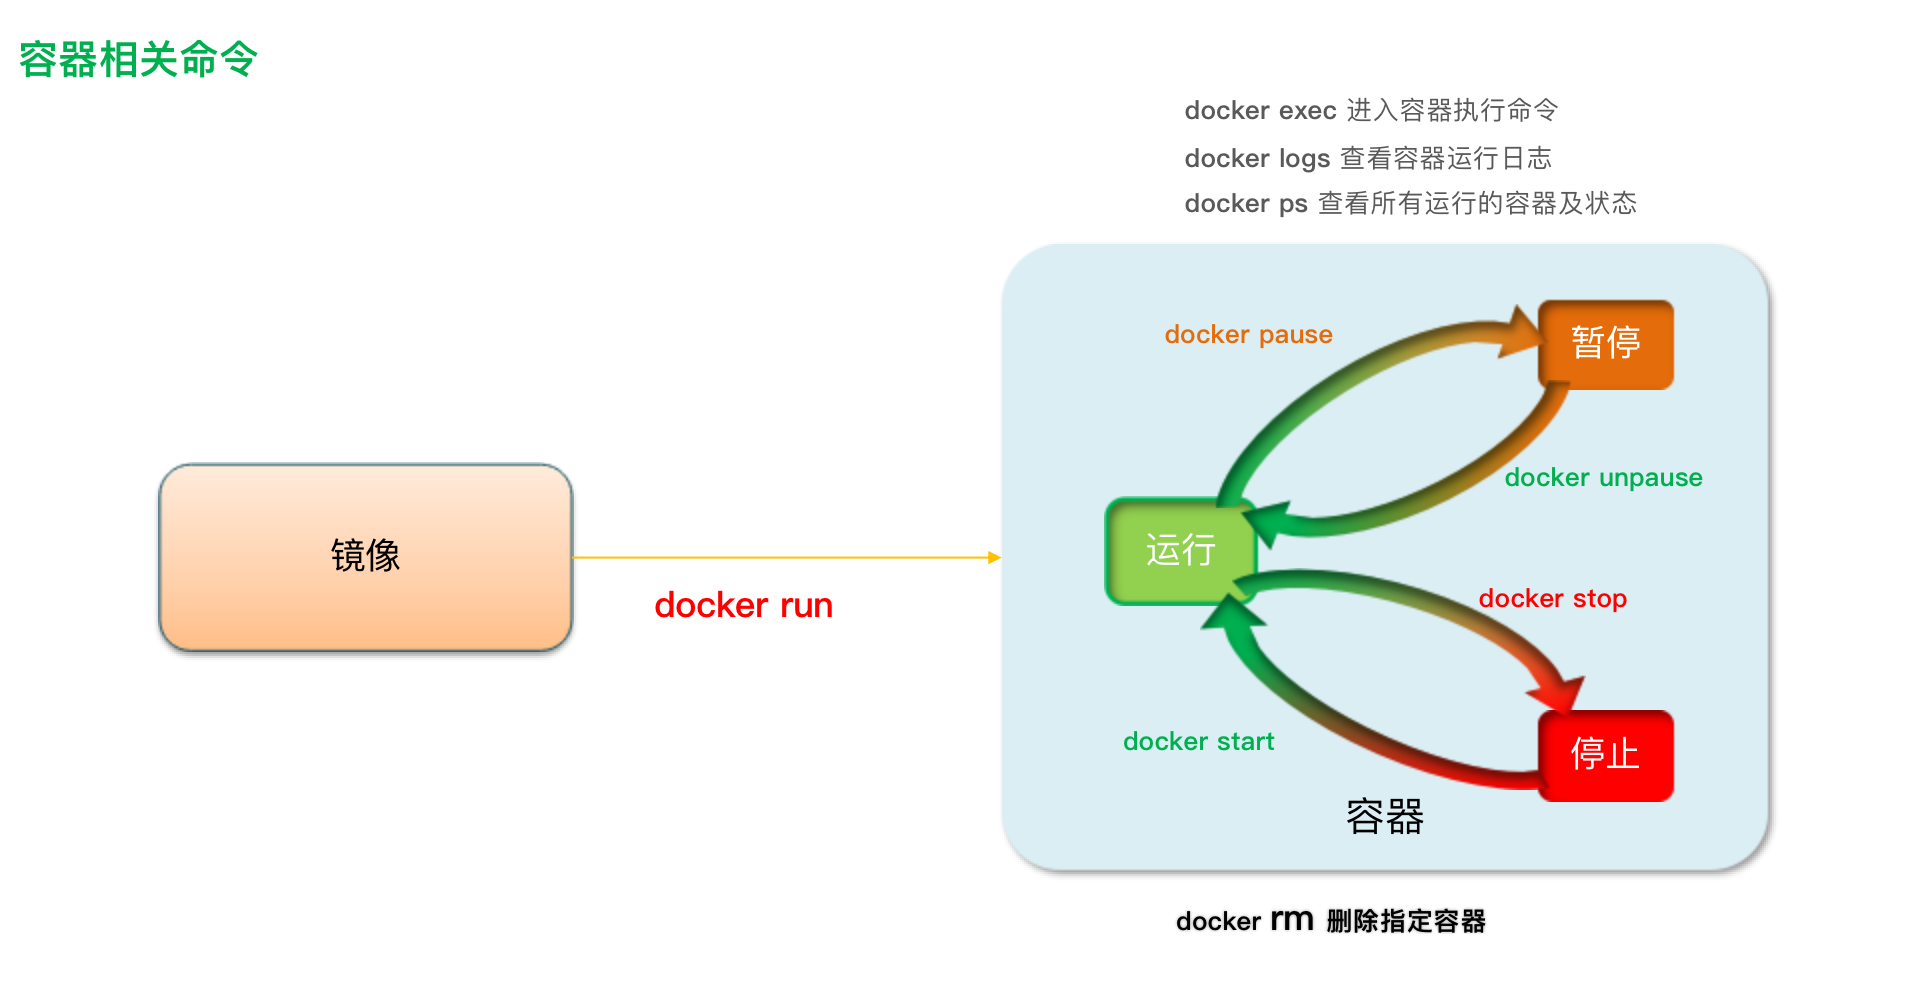 容器相关命令
docker exec 进入容器执行命令
docker logs 查看容器运行日志
docker ps 查看所有运行的容器及状态
docker pause
暂停
docker unpause
运行
镜像
docker run
docker stop
docker start
停止
容器
docker rm 删除指定容器